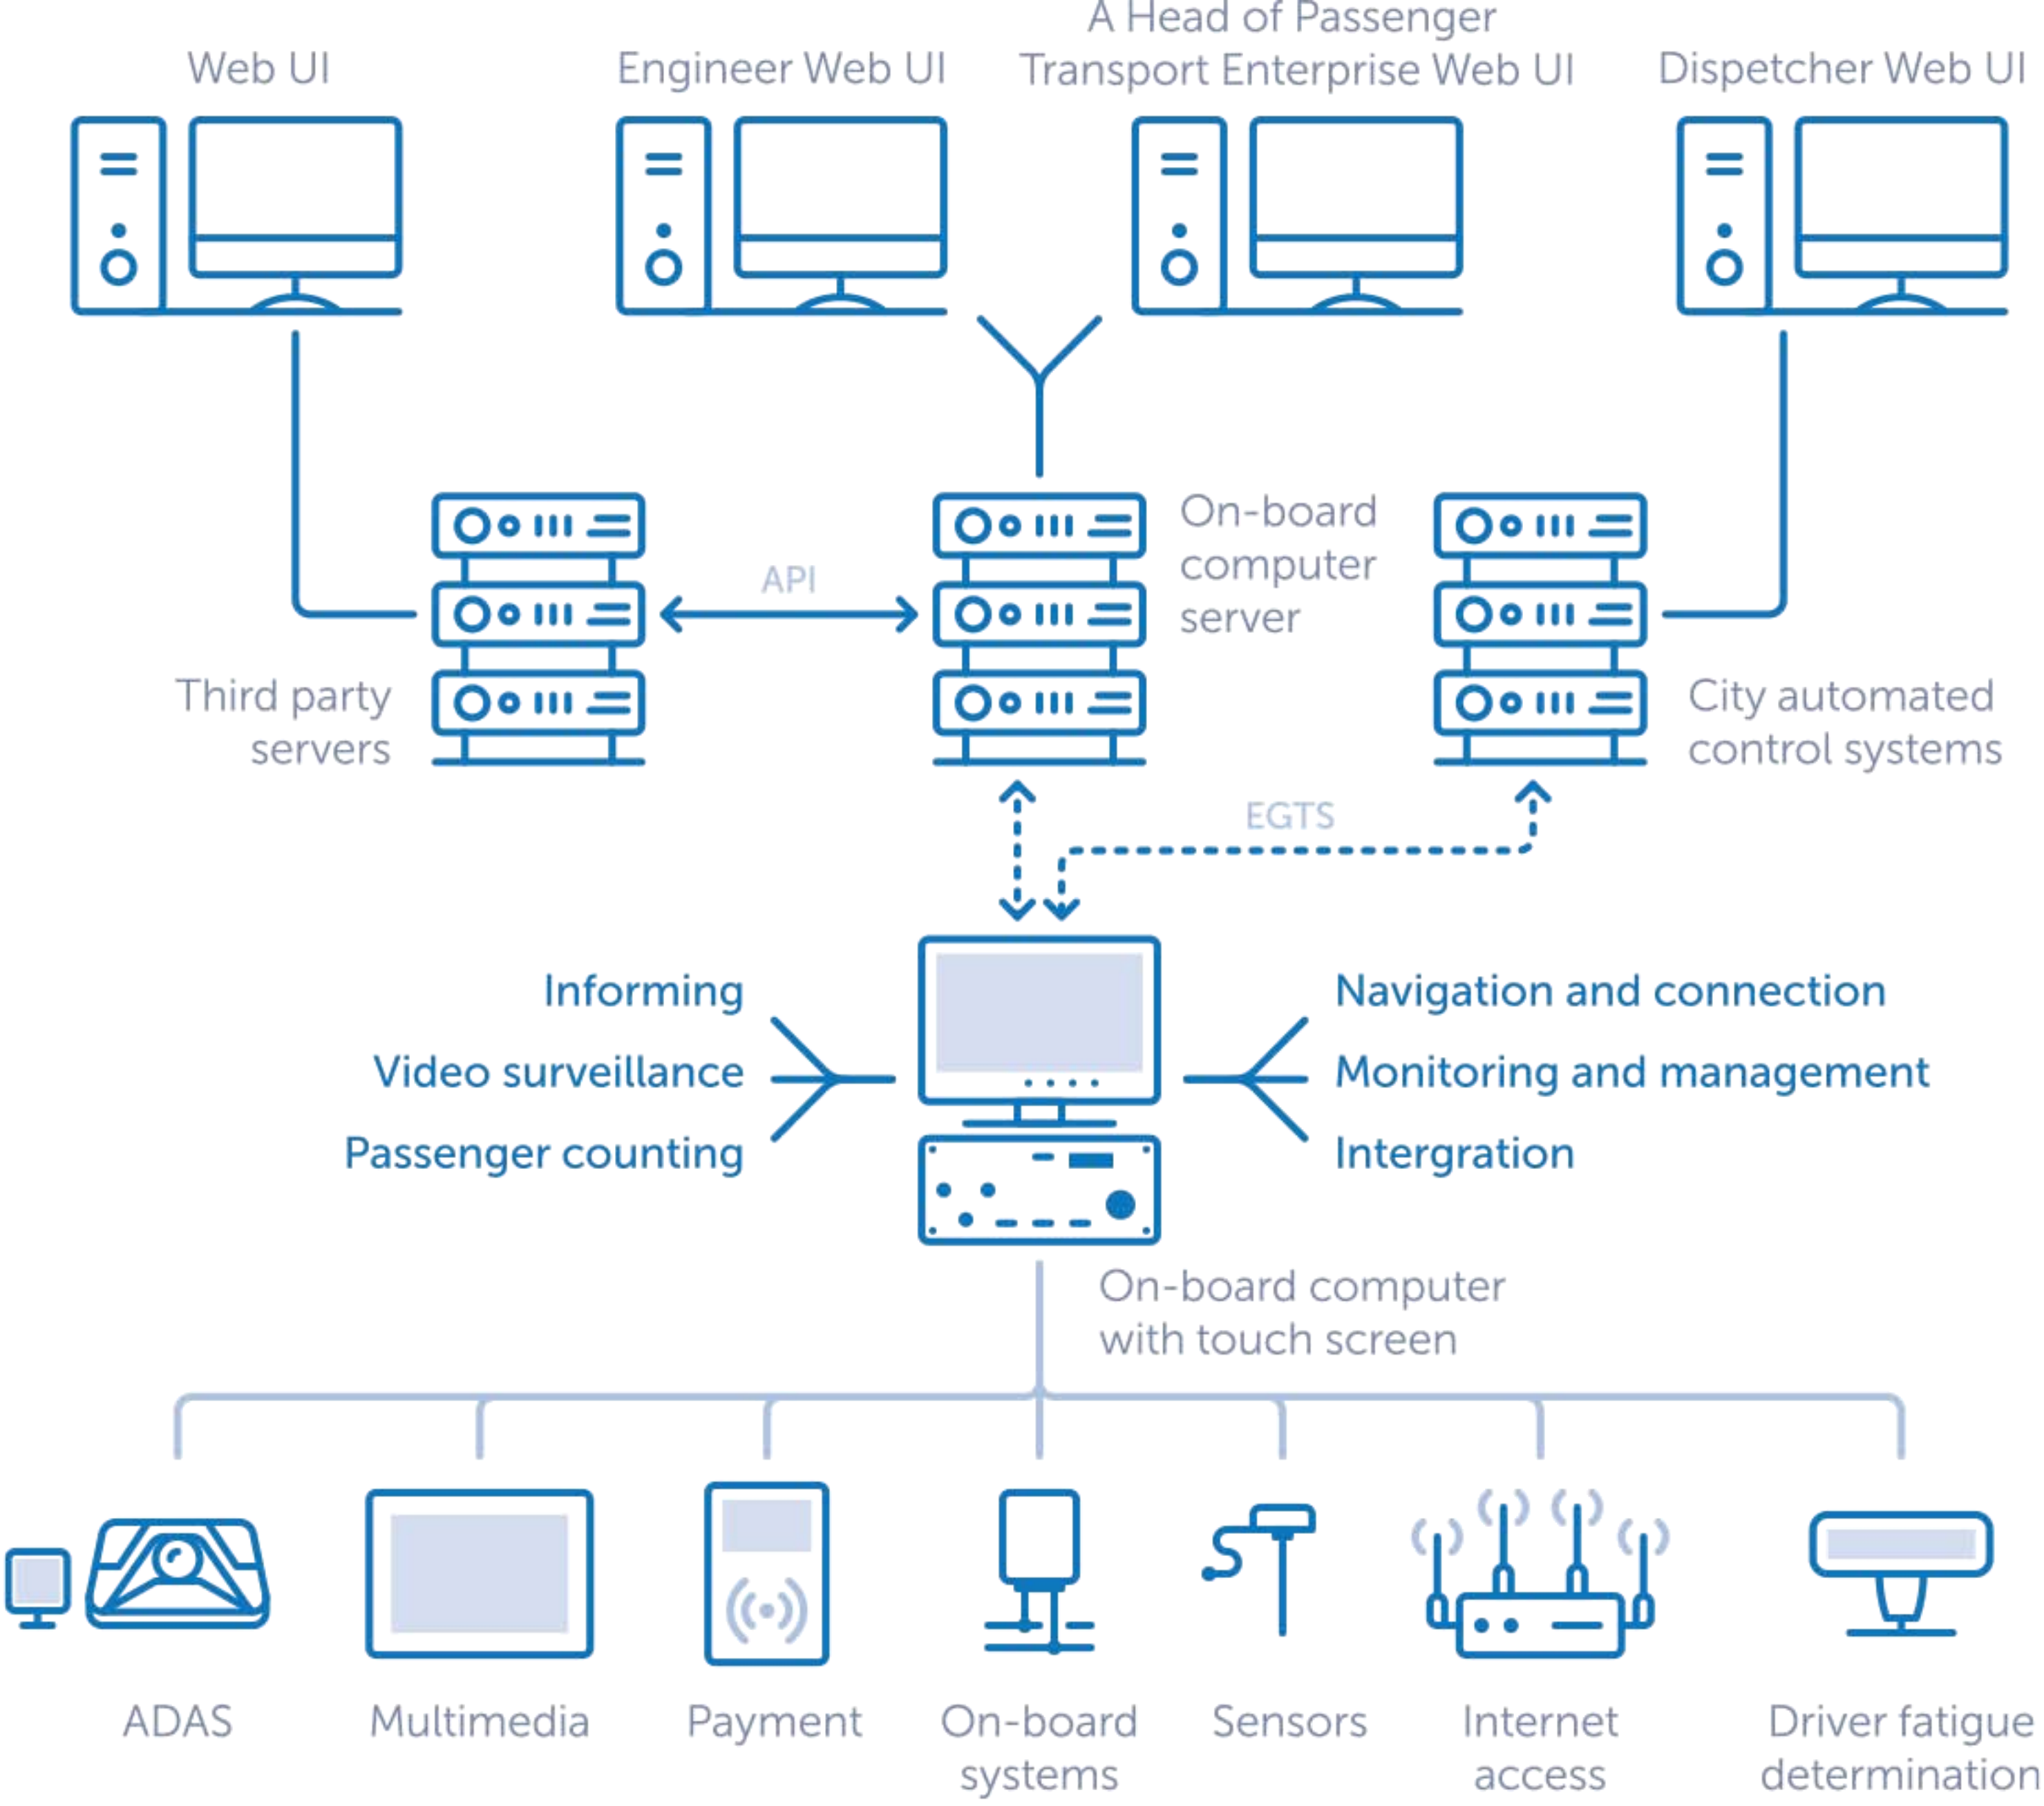 Web UI
Engineer Web UI
A Head of Passenger
Transport Enterprise Web UI
Dispetcher Web UI
On-board
computer
server
API
Third party
servers
City automated
control systems
EGTS
Informing
Video surveillance
Passenger counting
Navigation and connection
Monitoring and management
Intergration
On-board computer
with touch screen
ADAS
Multimedia
Payment
On-board
systems
Sensors
Internet
access
Driver fatigue
determination